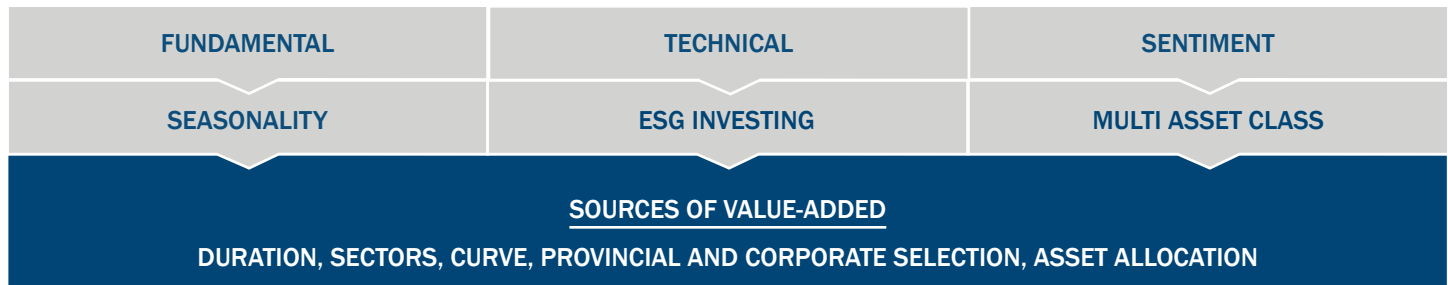 FUNDAMENTAL
TECHNICAL
SENTIMENT
SEASONALITY
ESG INVESTING
MULTI ASSET CLASS
SOURCES OF VALUE-ADDED
DURATION, SECTORS, CURVE, PROVINCIAL AND CORPORATE SELECTION, ASSET ALLOCATION